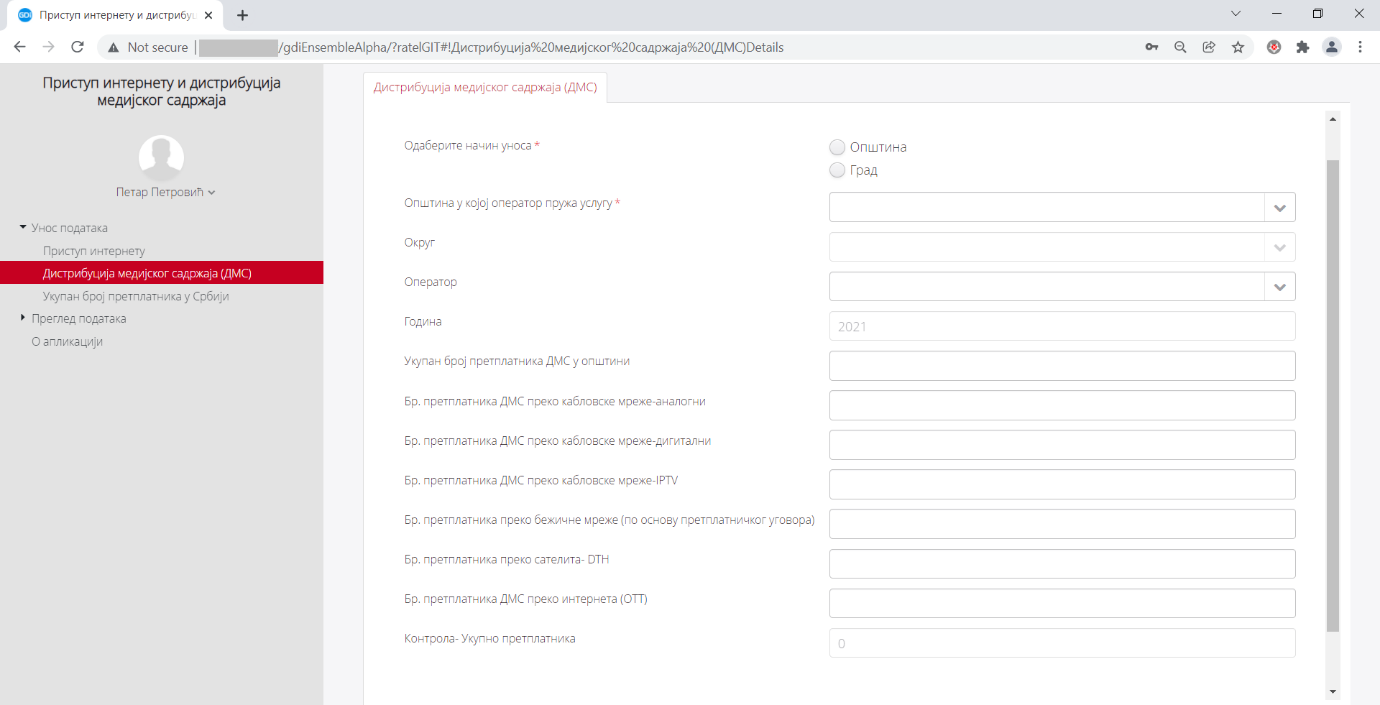 GDi
Приступ интернету и дистрибу
Not secure
/gdiEnsembleAlpha/?ratelGIT#!Дистрибуција%20медијског%20садржаја%20(ДМС)Details
Приступ интернету и дистрибуција
медијског садржаја
Петар Петровић
Унос података
Приступ интернету
Дистрибуција медијског садржаја (ДМС)
Укупан број претплатника у Србији
Преглед података
О апликацији
Дистрибуција медијског садржаја (ДМС)
Одаберите начин уноса *
Општина
Град
Општина у којој оператор пружа услугу *
Округ
Оператор
Година
2021
Укупан број претплатника ДМС у општини
Бр. претплатника ДМС преко кабловске мреже-аналогни
Бр. претплатника ДМС преко кабловске мреже-дигитални
Бр. претплатника ДМС преко кабловске мреже-IPTV
Бр. претплатника преко бежичне мреже (по основу претплатничког уговора)
Бр. претплатника преко сателита- DTH
Бр. претплатника ДМС преко интернета (ОТТ)
Контрола- Укупно претплатника
0